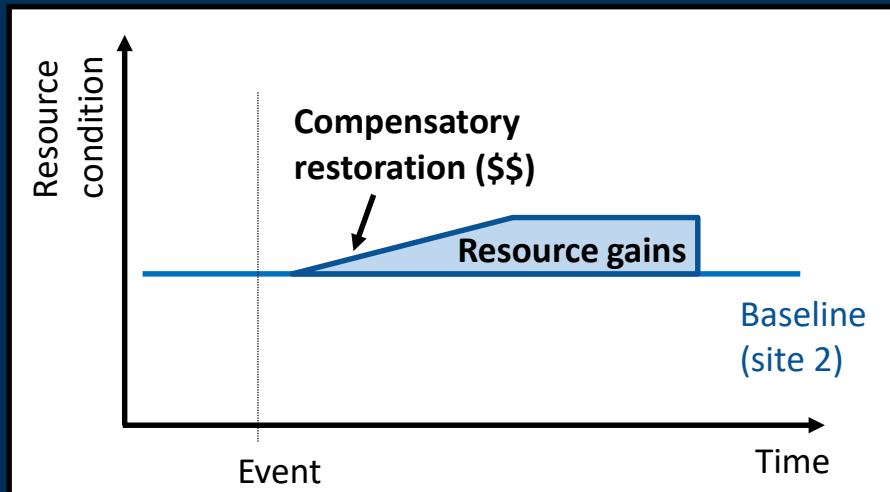 Resource
condition
Compensatory
restoration ($$)
Resource gains
Baseline
(site 2)
Event
Time